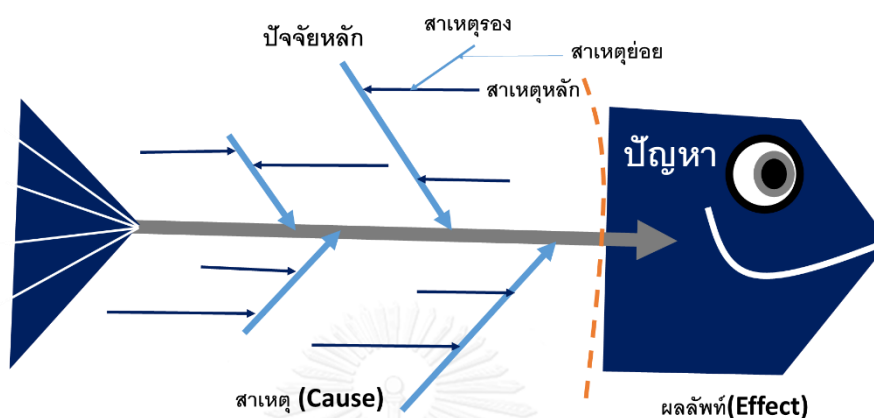 สาเหตุรอง
ปัจจัยหลัก
สาเหตุย่อย
สาเหตุหลัก
ปัญหา
สาเหตุ (Cause)
ผลลัพท์(Effect)